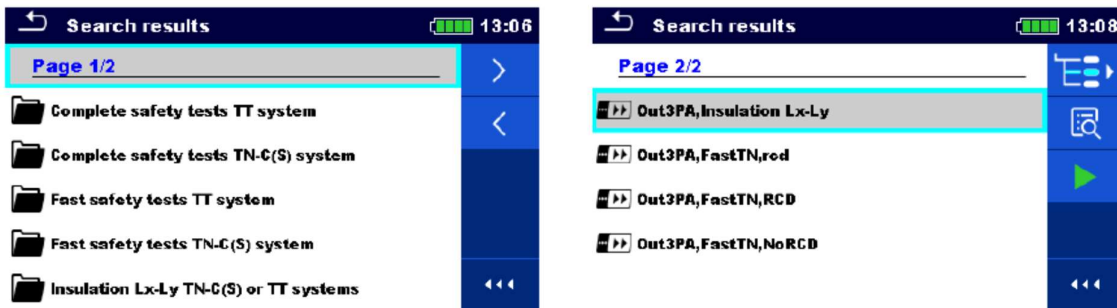 Search results 13:06
Page 1/2
Complete safety tests TT system
Complete safety tests TN-C(S) system
Fast safety tests TT system
Fast safety tests TN-C(S) system
Insulation Lx-Ly TN-C(S) or TT systems
Search results 13:08
Page 2/2
Out3PA,Insulation Lx-Ly
Out3PA,FastTN,rcd
Out3PA,FastTN,RCD
Out3PA,FastTN,NoRCD